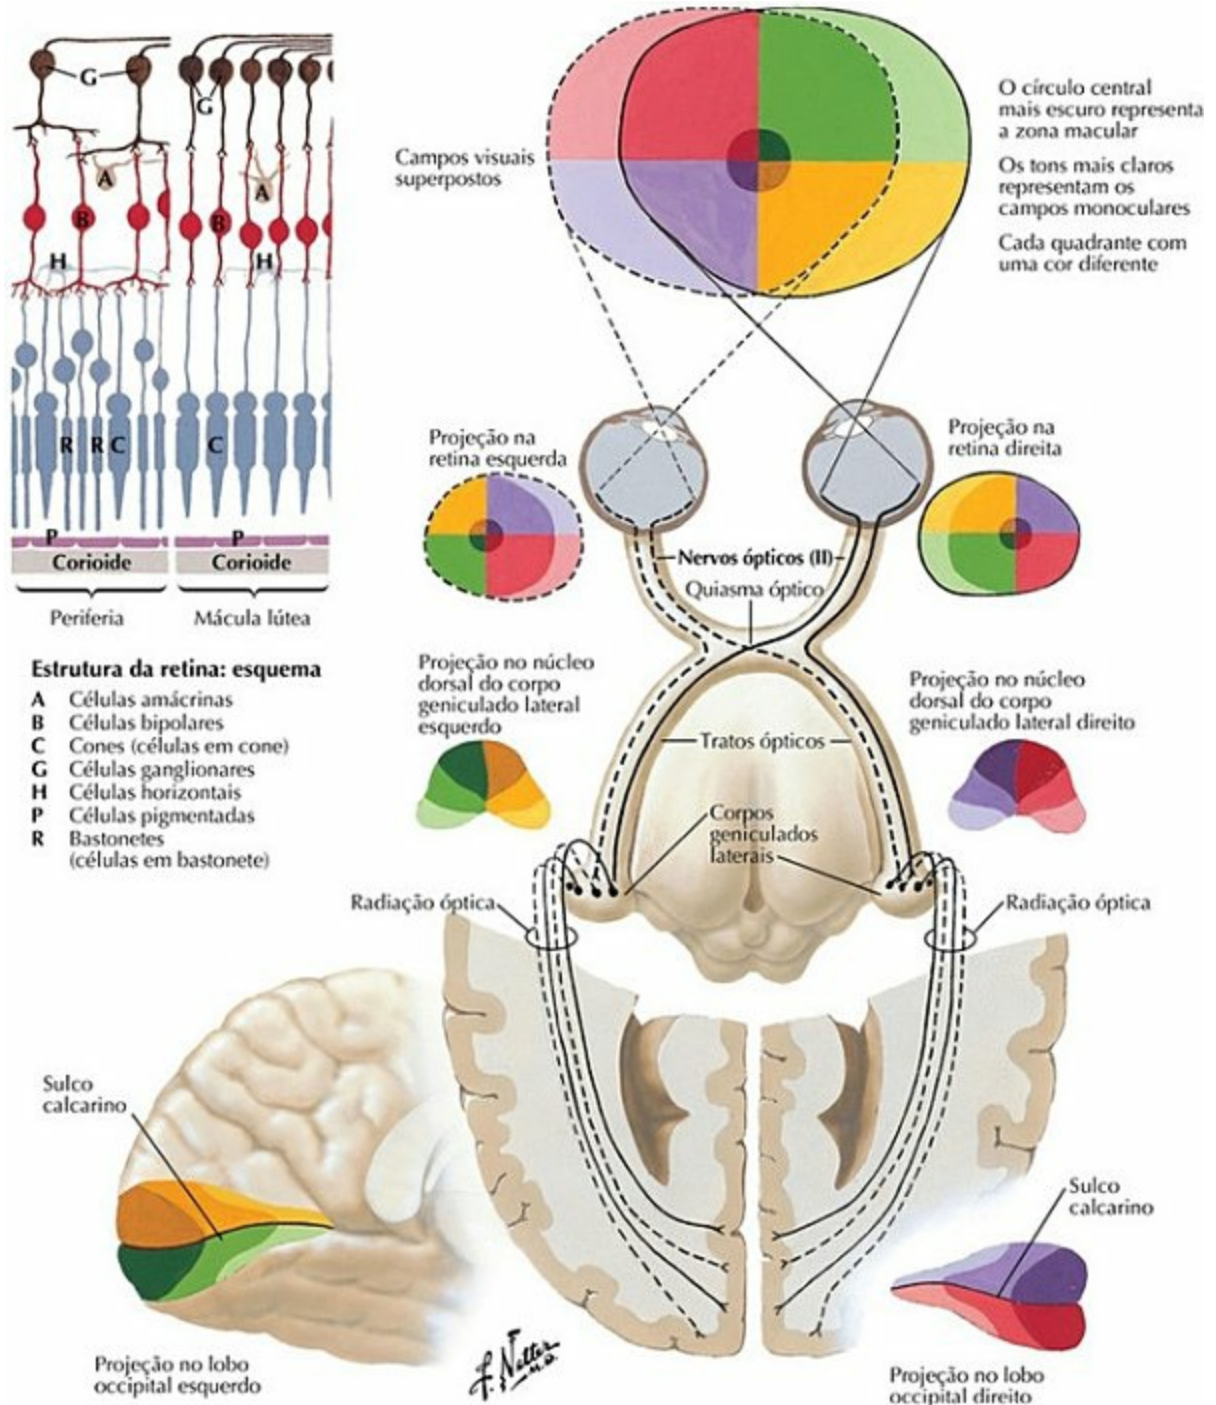 G
G
A
A
B
B
H
H
R
R
C
C
P
P
Corioide
Corioide
Periferia
Mácula lútea
Estrutura da retina: esquema
A Células amácrinas
B Células bipolares
C Cones (células em cone)
G Células ganglionares
H Células horizontais
P Células pigmentadas
R Bastonetes
(células em bastonete)
Campos visuais
superpostos
O círculo central
mais escuro representa
a zona macular
Os tons mais claros
representam os
campos monoculares
Cada quadrante com
uma cor diferente
Projeção na
retina esquerda
Projeção na
retina direita
Nervos ópticos (II)
Quiasma óptico
Projeção no núcleo
dorsal do corpo
geniculado lateral
esquerdo
Projeção no núcleo
dorsal do corpo
geniculado lateral direito
Tratos ópticos
Corpos
geniculados
laterais
Radiação óptica
Radiação óptica
Sulco
calcarino
Sulco
calcarino
Projeção no lobo
occipital esquerdo
F. Netter
M.D.
Projeção no lobo
occipital direito